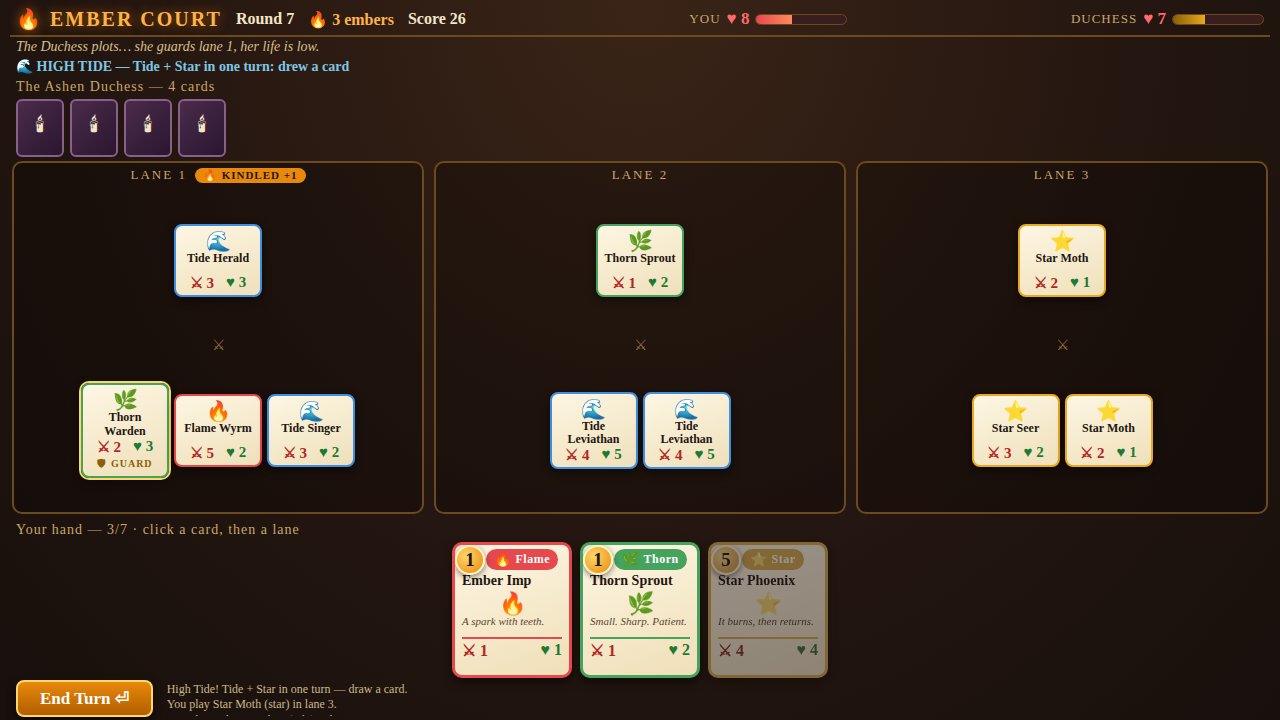 🔥 EMBER COURT Round 7 🔥 3 embers Score 26 YOU ♥ 8 DUCHESS ♥ 7
The Duchess plots… she guards lane 1, her life is low.
🌊 HIGH TIDE — Tide + Star in one turn: drew a card
The Ashen Duchess — 4 cards
LANE 1 🔥 KINDLED +1
LANE 2
LANE 3
Tide Herald
⚔ 3 ♥ 3
Thorn Sprout
⚔ 1 ♥ 2
Star Moth
⚔ 2 ♥ 1
Thorn
Warden
⚔ 2 ♥ 3
🛡 GUARD
Flame Wyrm
⚔ 5 ♥ 2
Tide Singer
⚔ 3 ♥ 2
Tide
Leviathan
⚔ 4 ♥ 5
Tide
Leviathan
⚔ 4 ♥ 5
Star Seer
⚔ 3 ♥ 2
Star Moth
⚔ 2 ♥ 1
Your hand — 3/7 · click a card, then a lane
1 🔥 Flame
Ember Imp
A spark with teeth.
⚔ 1 ♥ 1
1 🌿 Thorn
Thorn Sprout
Small. Sharp. Patient.
⚔ 1 ♥ 2
5 ⭐ Star
Star Phoenix
It burns, then returns.
⚔ 4 ♥ 4
End Turn ⏎
High Tide! Tide + Star in one turn — draw a card.
You play Star Moth (star) in lane 3.